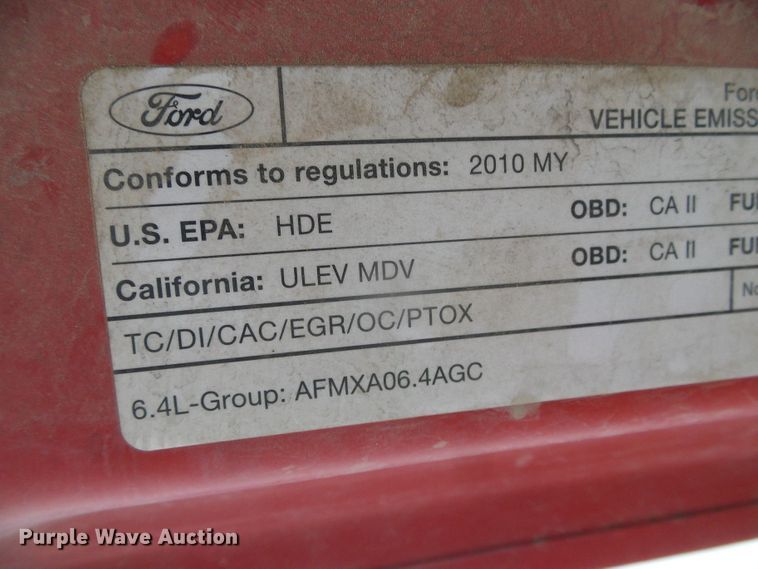 Ford
VEHICLE EMISS
Conforms to regulations: 2010 MY
U.S. EPA: HDE OBD: CA II
California: ULEV MDV OBD: CA II
TC/DI/CAC/EGR/OC/PTOX
6.4L-Group: AFMXA06.4AGC
Purple Wave Auction